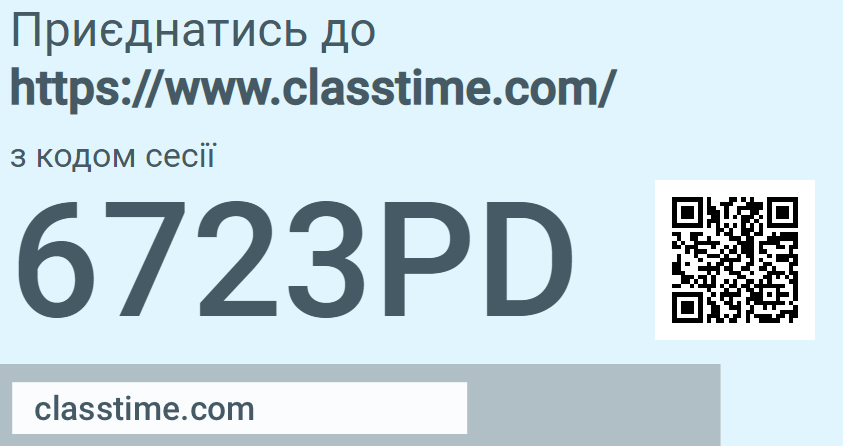 Приєднатись до
https://www.classtime.com/
з кодом сесії
6723PD
classtime.com